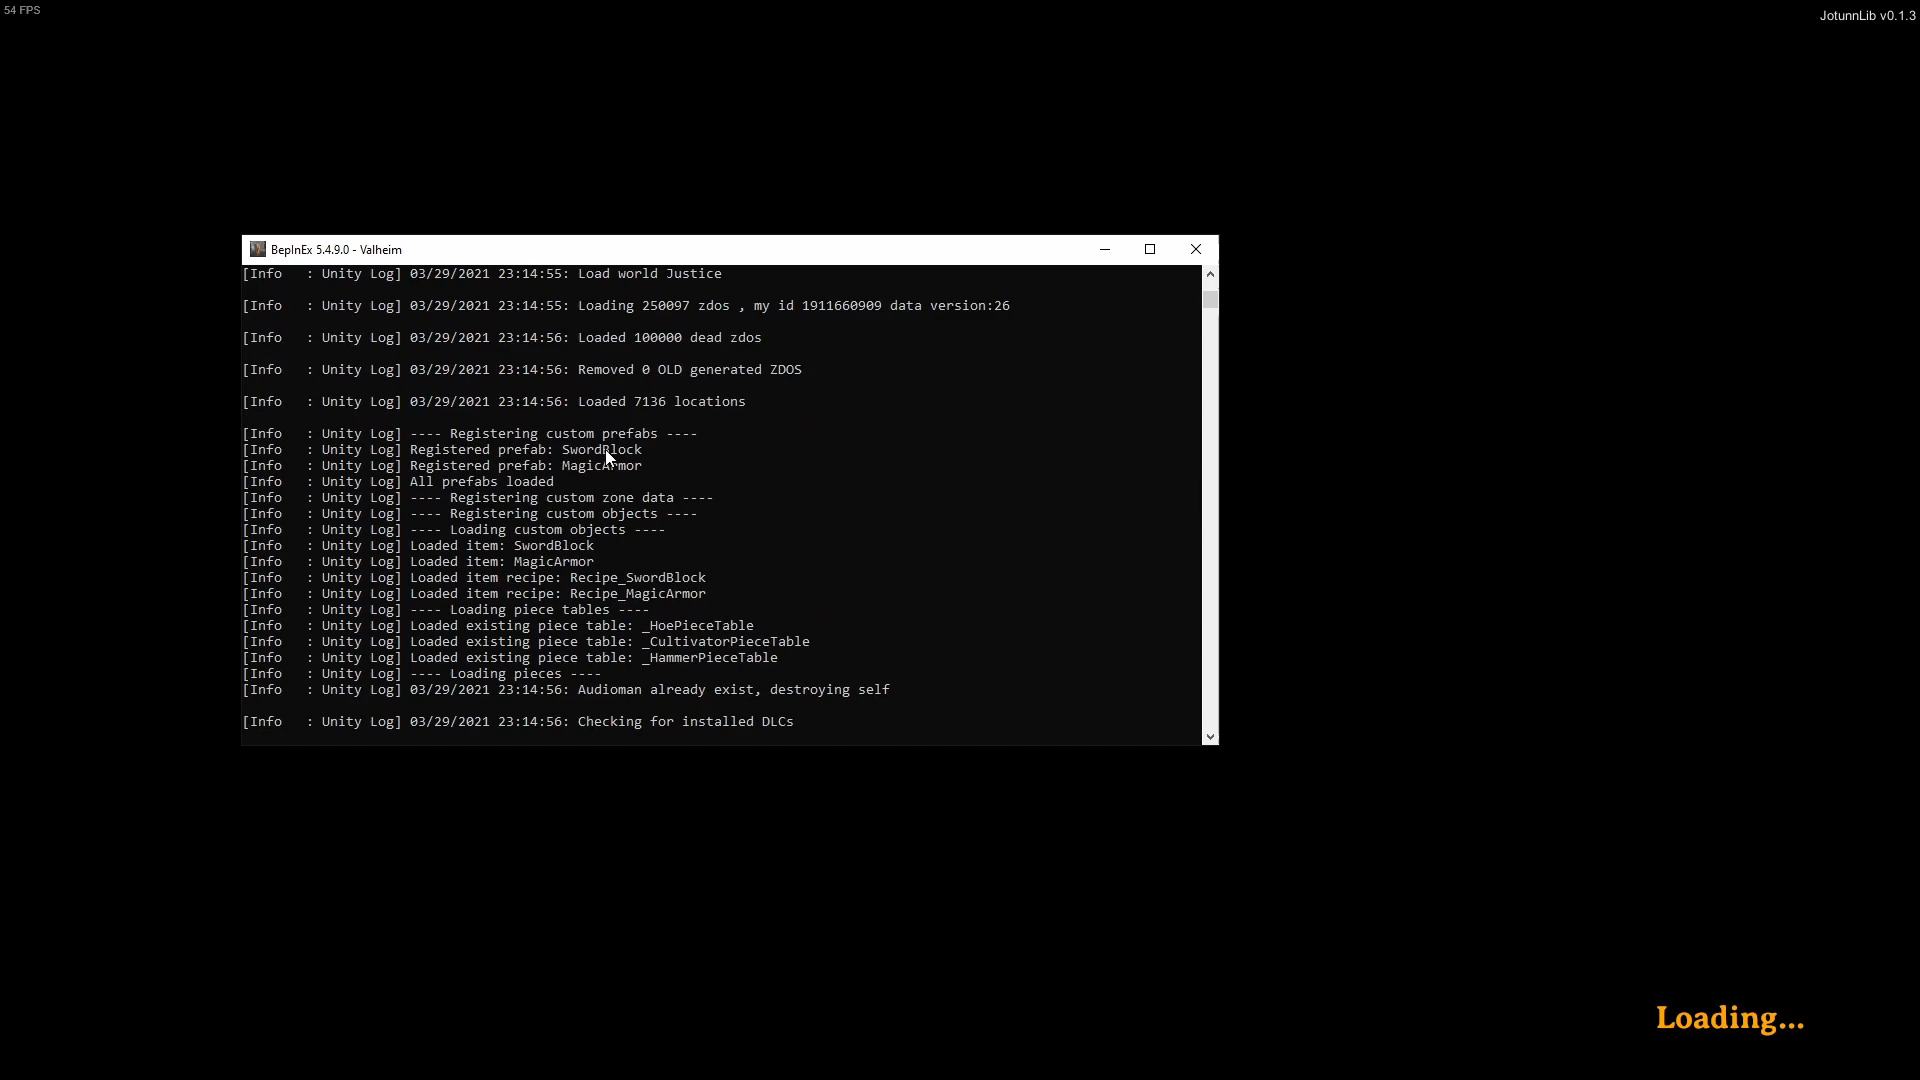 54 FPS
JotunnLib v0.1.3
BepInEx 5.4.9.0 - Valheim
[Info   : Unity Log] 03/29/2021 23:14:55: Load world Justice
[Info   : Unity Log] 03/29/2021 23:14:55: Loading 250097 zdos , my id 1911660909 data version:26
[Info   : Unity Log] 03/29/2021 23:14:56: Loaded 100000 dead zdos
[Info   : Unity Log] 03/29/2021 23:14:56: Removed 0 OLD generated ZDOS
[Info   : Unity Log] 03/29/2021 23:14:56: Loaded 7136 locations
[Info   : Unity Log] ---- Registering custom prefabs ----
[Info   : Unity Log] Registered prefab: SwordBlock
[Info   : Unity Log] Registered prefab: MagicArmor
[Info   : Unity Log] All prefabs loaded
[Info   : Unity Log] ---- Registering custom zone data ----
[Info   : Unity Log] ---- Registering custom objects ----
[Info   : Unity Log] ---- Loading custom objects ----
[Info   : Unity Log] Loaded item: SwordBlock
[Info   : Unity Log] Loaded item: MagicArmor
[Info   : Unity Log] Loaded item recipe: Recipe_SwordBlock
[Info   : Unity Log] Loaded item recipe: Recipe_MagicArmor
[Info   : Unity Log] ---- Loading piece tables ----
[Info   : Unity Log] Loaded existing piece table: _HoePieceTable
[Info   : Unity Log] Loaded existing piece table: _CultivatorPieceTable
[Info   : Unity Log] Loaded existing piece table: _HammerPieceTable
[Info   : Unity Log] ---- Loading pieces ----
[Info   : Unity Log] 03/29/2021 23:14:56: Audioman already exist, destroying self
[Info   : Unity Log] 03/29/2021 23:14:56: Checking for installed DLCs
Loading...